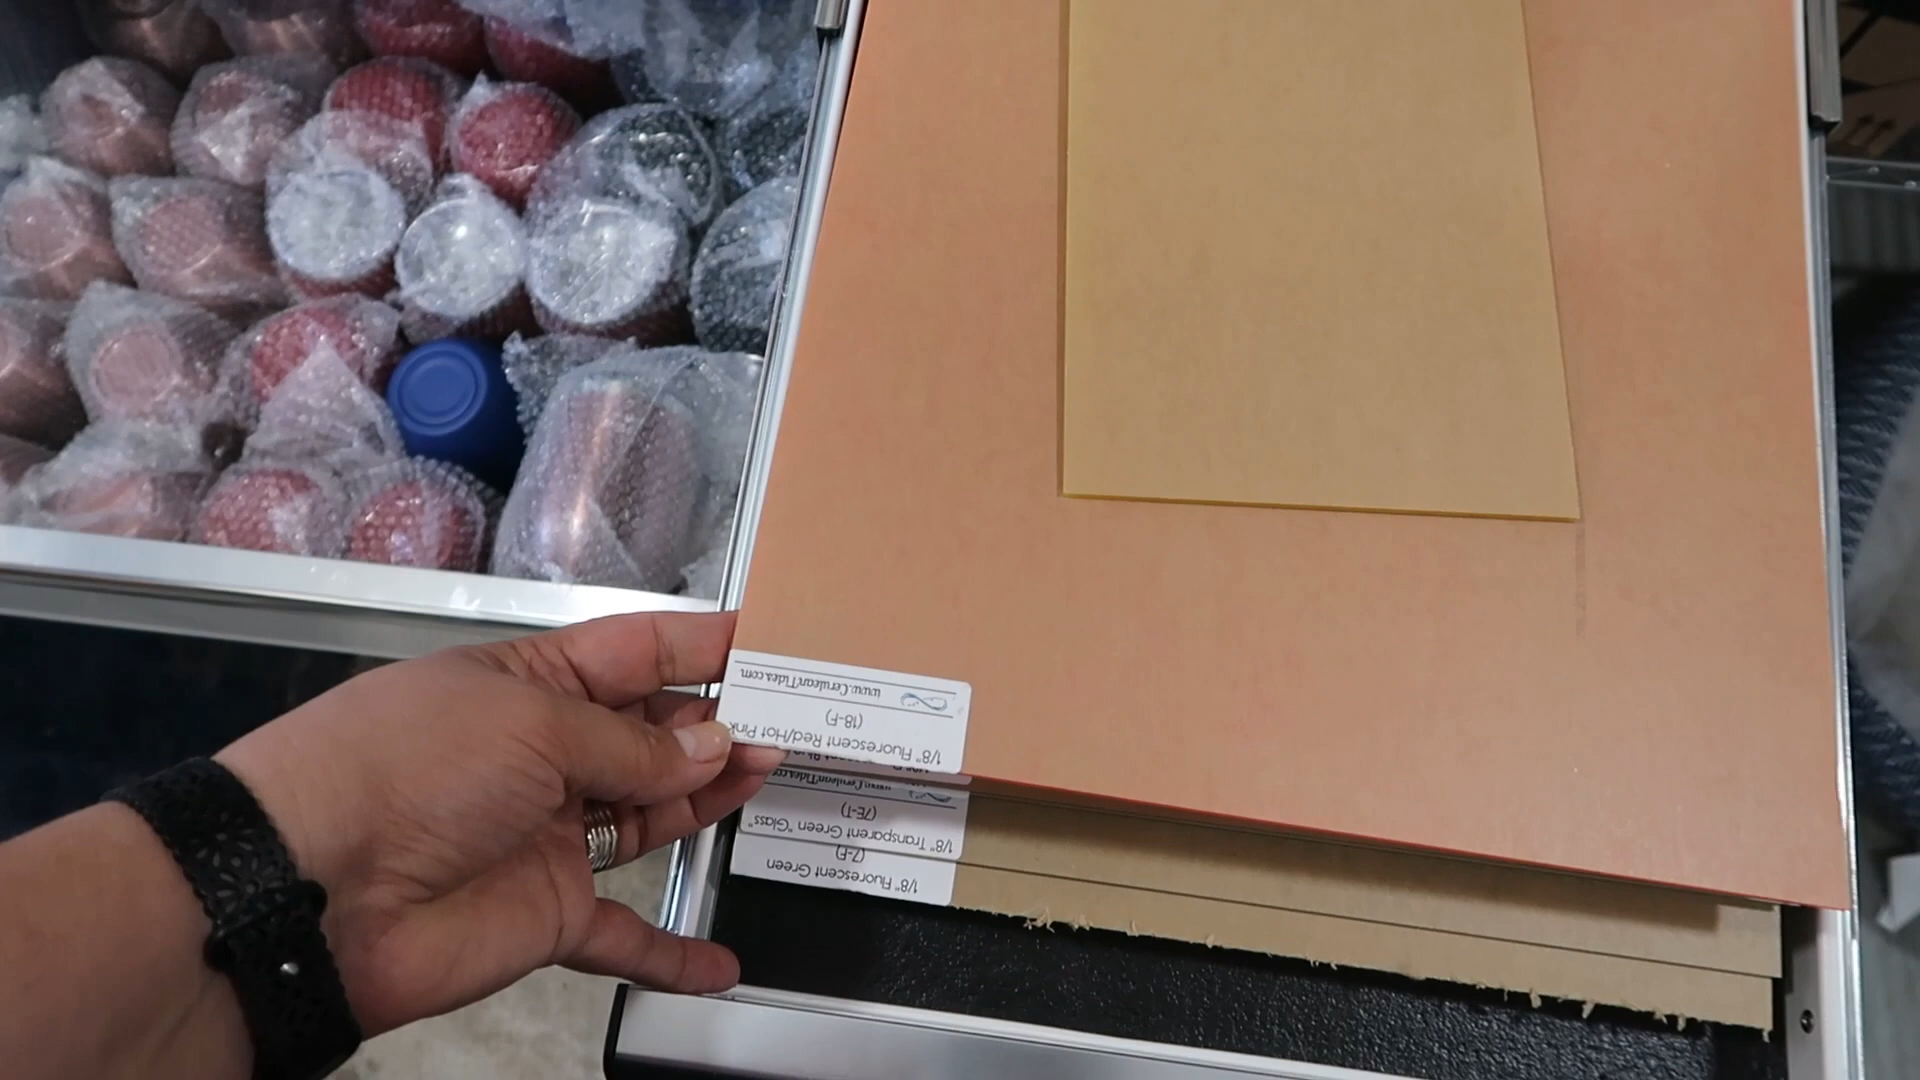 1/8" Fluorescent Red/Hot Pink
(18-F)
www.CeruleanTides.com
1/8" Transparent Green "Glass"
(7E-T)
1/8" Fluorescent Green
(7-F)